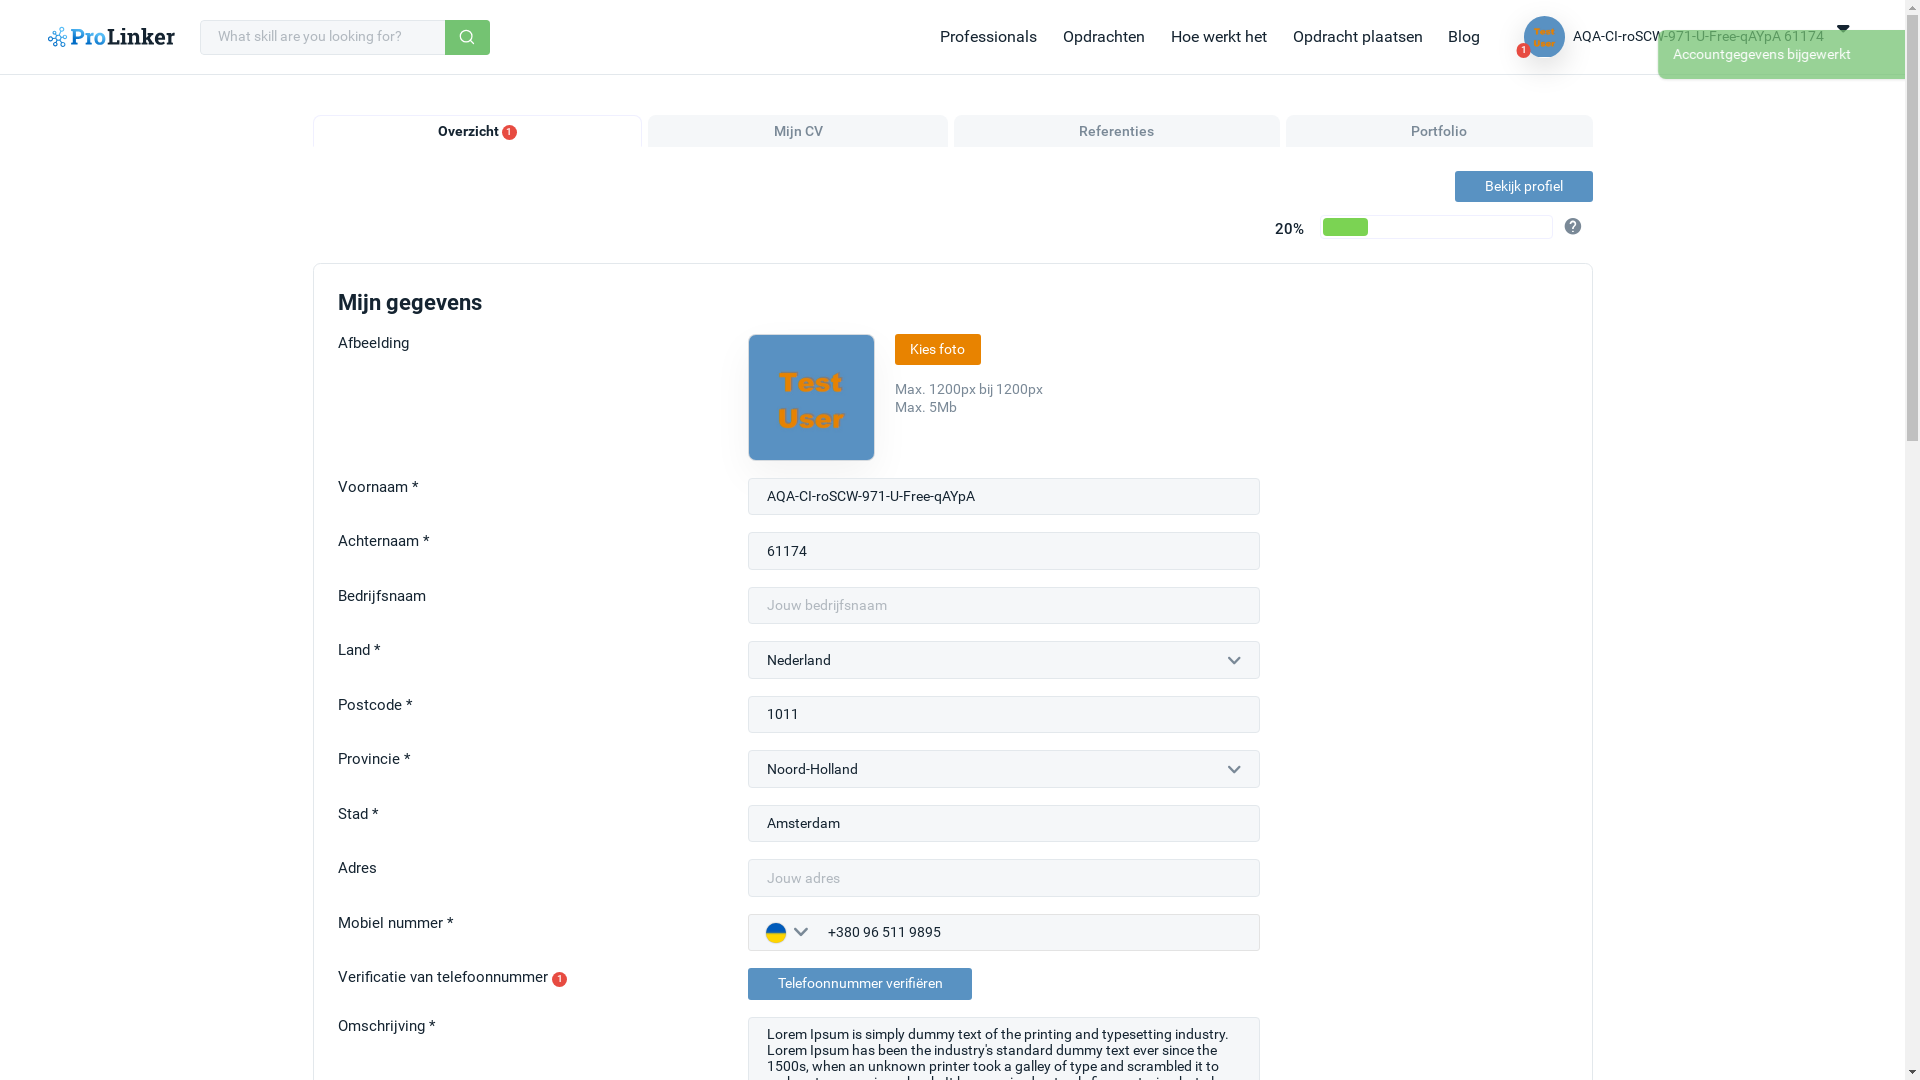 ProLinker
What skill are you looking for?
Professionals
Opdrachten
Hoe werkt het
Opdracht plaatsen
Blog
Test
User
1
AQA-CI-roSCW-971-U-Free-qAYpA 61174
Accountgegevens bijgewerkt
Overzicht 1
Mijn CV
Referenties
Portfolio
Bekijk profiel
20%
?
Mijn gegevens
Afbeelding
Test
User
Kies foto
Max. 1200px bij 1200px
Max. 5Mb
Voornaam *
AQA-CI-roSCW-971-U-Free-qAYpA
Achternaam *
61174
Bedrijfsnaam
Jouw bedrijfsnaam
Land *
Nederland
Postcode *
1011
Provincie *
Noord-Holland
Stad *
Amsterdam
Adres
Jouw adres
Mobiel nummer *
+380 96 511 9895
Verificatie van telefoonnummer 1
Telefoonnummer verifiëren
Omschrijving *
Lorem Ipsum is simply dummy text of the printing and typesetting industry.
Lorem Ipsum has been the industry's standard dummy text ever since the
1500s, when an unknown printer took a galley of type and scrambled it to